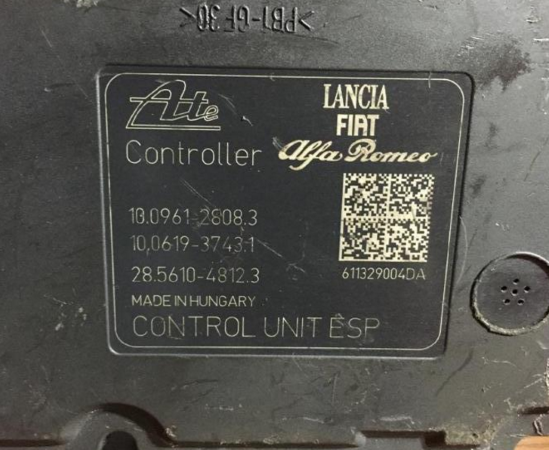 >PBT-GF30<
Ate
LANCIA
FIAT
Alfa Romeo
Controller
10.0961-2808.3
10.0619-3743.1
28.5610-4812.3
611329004DA
MADE IN HUNGARY
CONTROL UNIT ESP